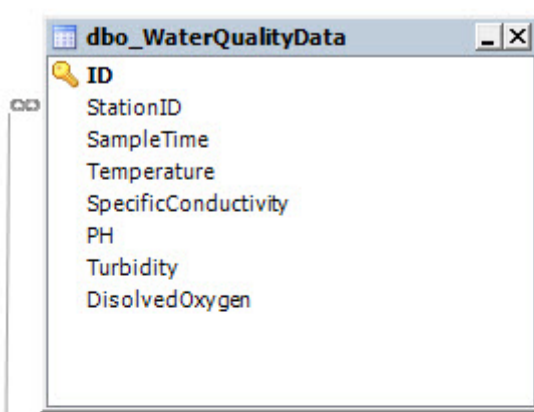 dbo_WaterQualityData
ID
StationID
SampleTime
Temperature
SpecificConductivity
PH
Turbidity
DisolvedOxygen